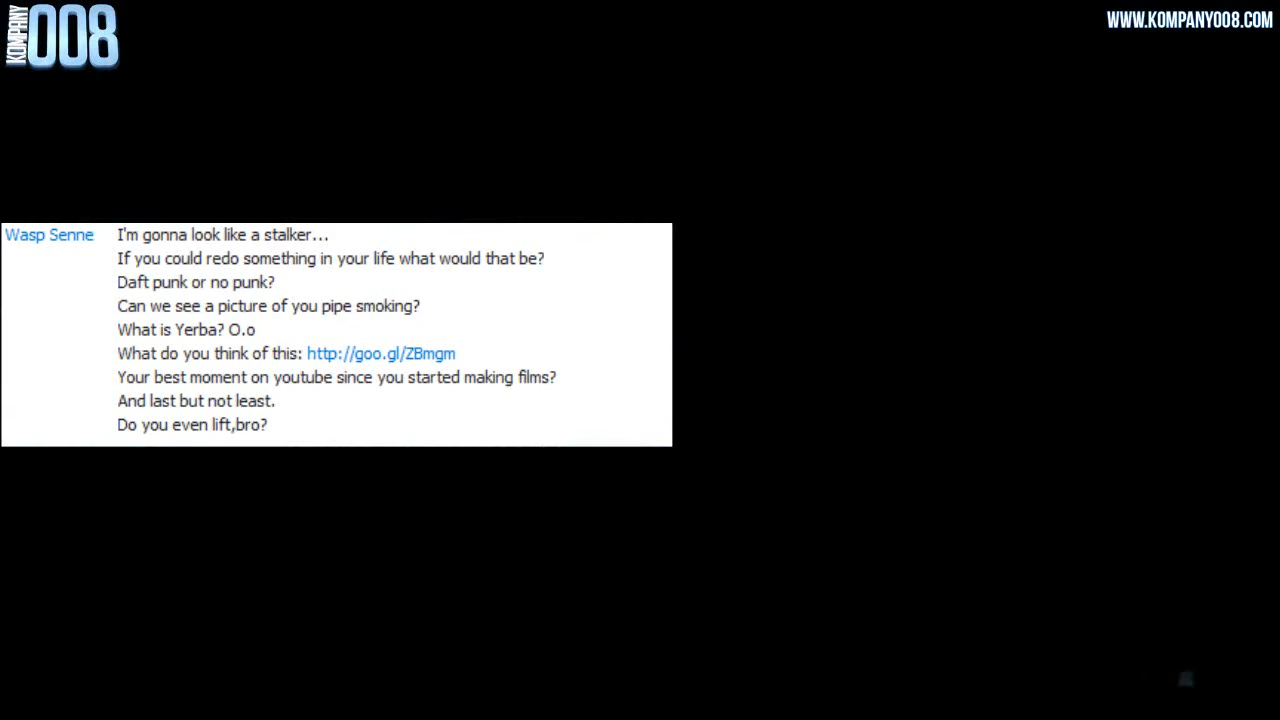 KOMPANY 008
WWW.KOMPANY008.COM
Wasp Senne I'm gonna look like a stalker...
If you could redo something in your life what would that be?
Daft punk or no punk?
Can we see a picture of you pipe smoking?
What is Yerba? O.o
What do you think of this: http://goo.gl/ZBmgm
Your best moment on youtube since you started making films?
And last but not least.
Do you even lift,bro?